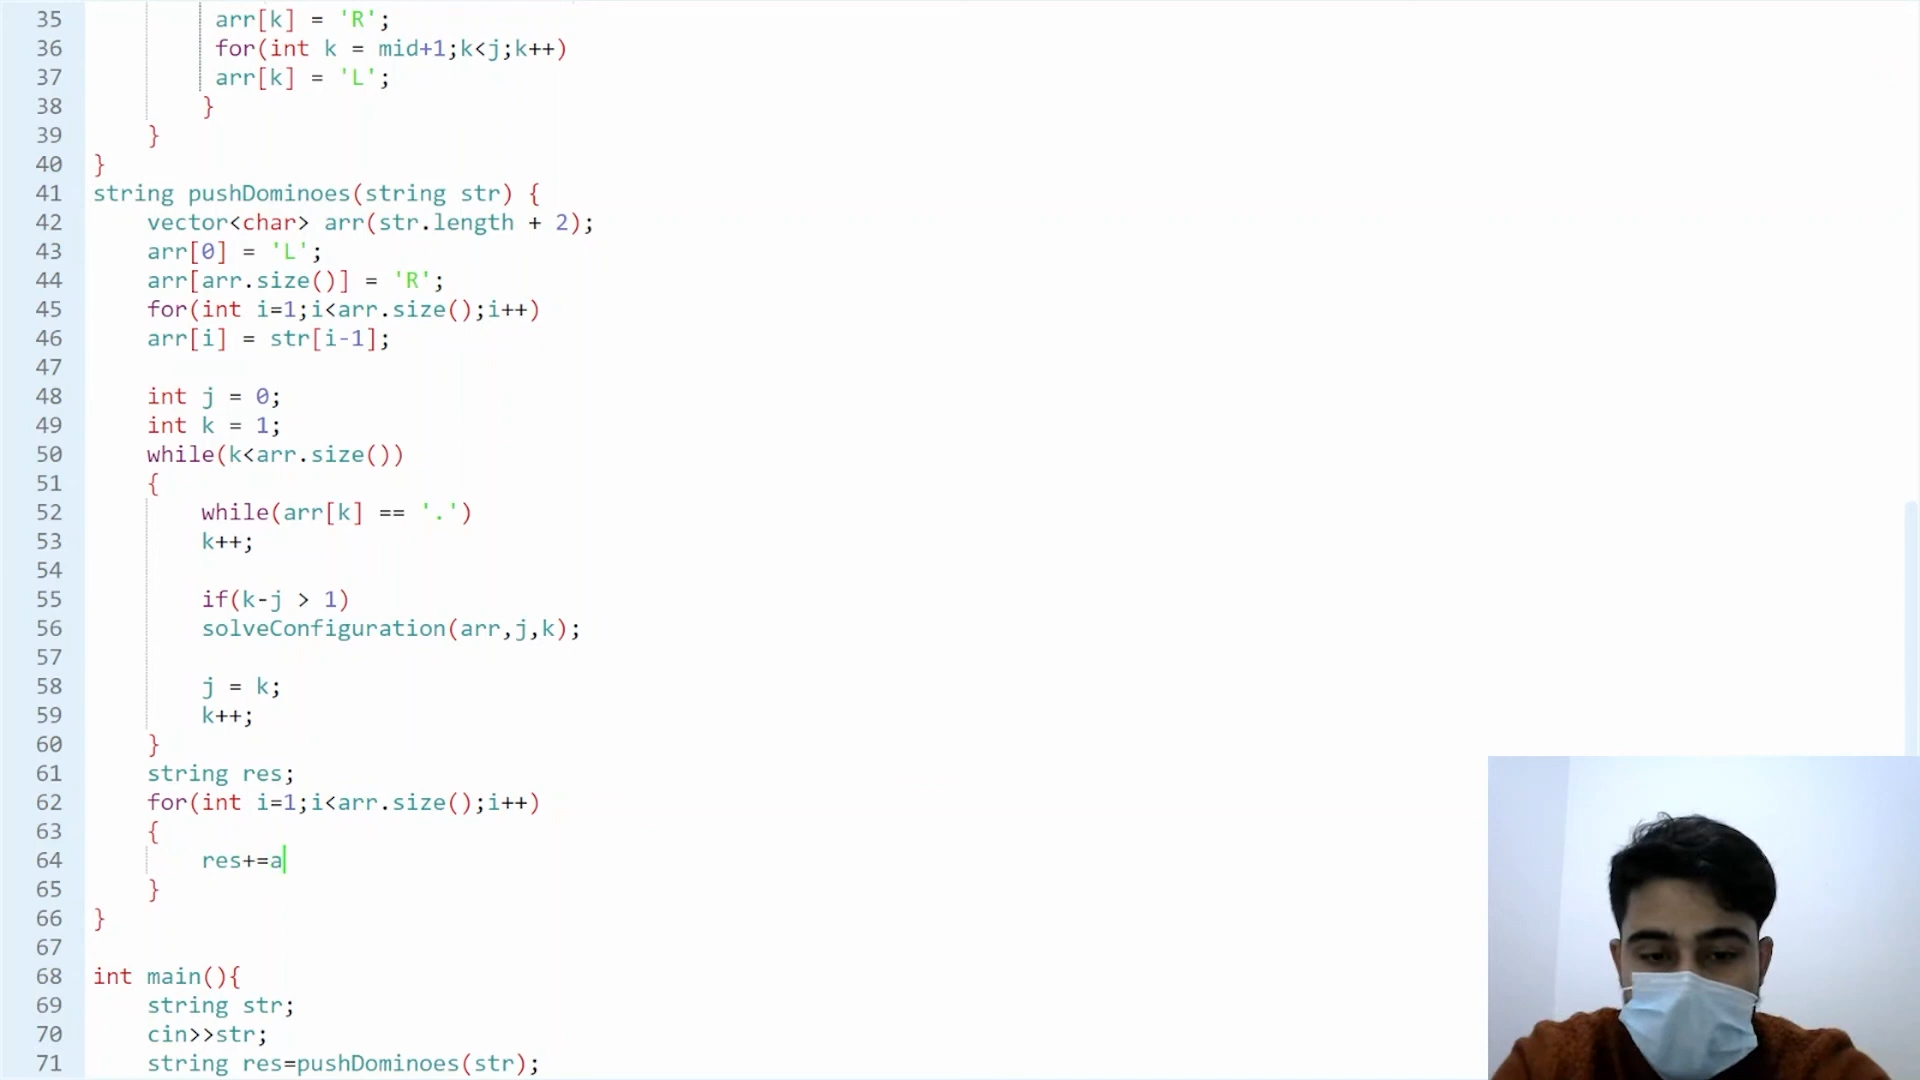 35 arr[k] = 'R';
36 for(int k = mid+1;k<j;k++)
37 arr[k] = 'L';
38 }
39 }
40 }
41 string pushDominoes(string str) {
42 vector<char> arr(str.length + 2);
43 arr[0] = 'L';
44 arr[arr.size()] = 'R';
45 for(int i=1;i<arr.size();i++)
46 arr[i] = str[i-1];
47
48 int j = 0;
49 int k = 1;
50 while(k<arr.size())
51 {
52 while(arr[k] == '.')
53 k++;
54
55 if(k-j > 1)
56 solveConfiguration(arr,j,k);
57
58 j = k;
59 k++;
60 }
61 string res;
62 for(int i=1;i<arr.size();i++)
63 {
64 res+=a
65 }
66 }
67
68 int main(){
69 string str;
70 cin>>str;
71 string res=pushDominoes(str);